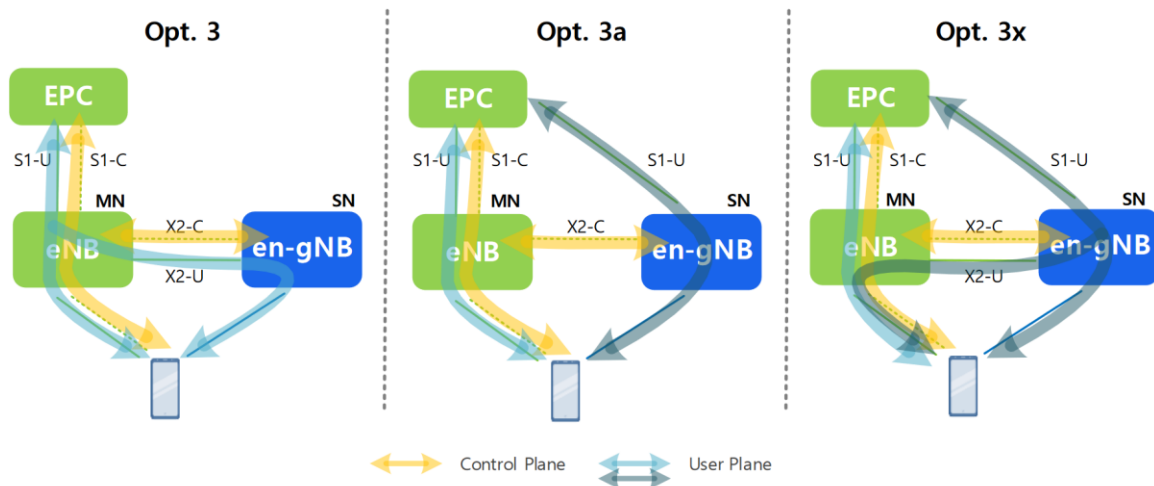 Opt. 3
EPC
S1-U
S1-C
MN
SN
eNB
X2-C
en-gNB
X2-U
Opt. 3a
EPC
S1-C
S1-U
MN
SN
eNB
X2-C
en-gNB
Opt. 3x
EPC
S1-U
S1-C
S1-U
MN
SN
eNB
X2-C
en-gNB
X2-U
Control Plane
User Plane